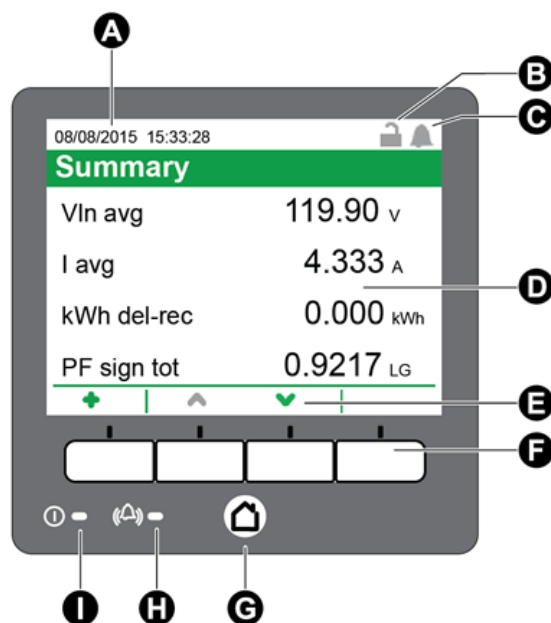 A
B
C
08/08/2015 15:33:28
Summary
Vln avg 119.90 V
I avg 4.333 A
D
kWh del-rec 0.000 kWh
PF sign tot 0.9217 LG
E
F
I
H
G